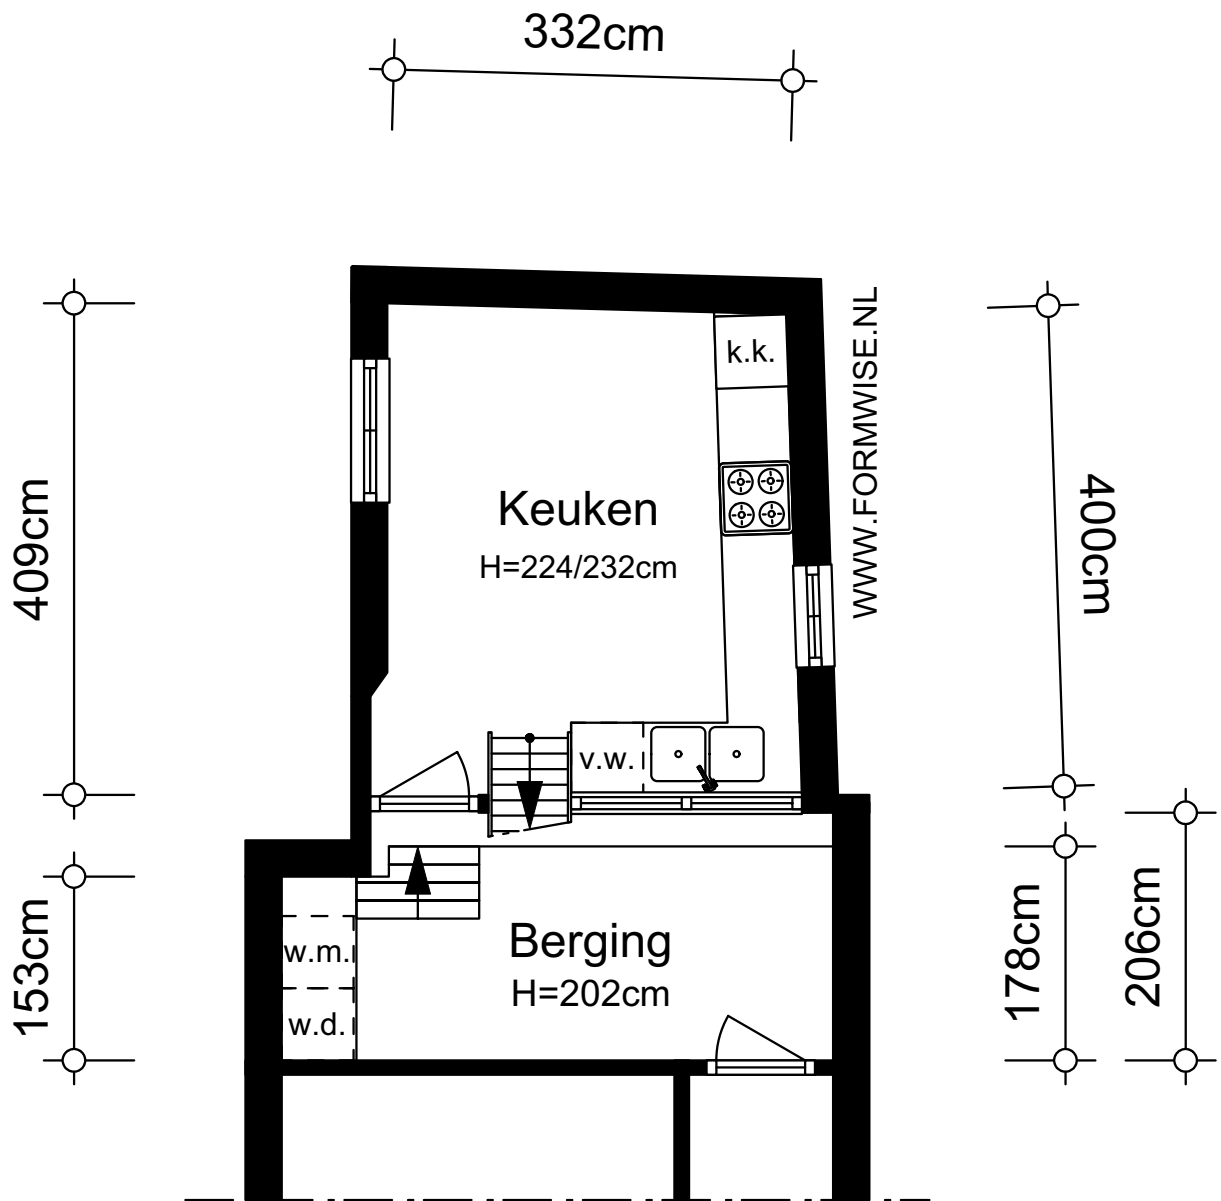 332cm
k.k.
WWW.FORMWISE.NL
409cm
Keuken
H=224/232cm
400cm
v.w.
153cm
w.m.
w.d.
Berging
H=202cm
178cm
206cm